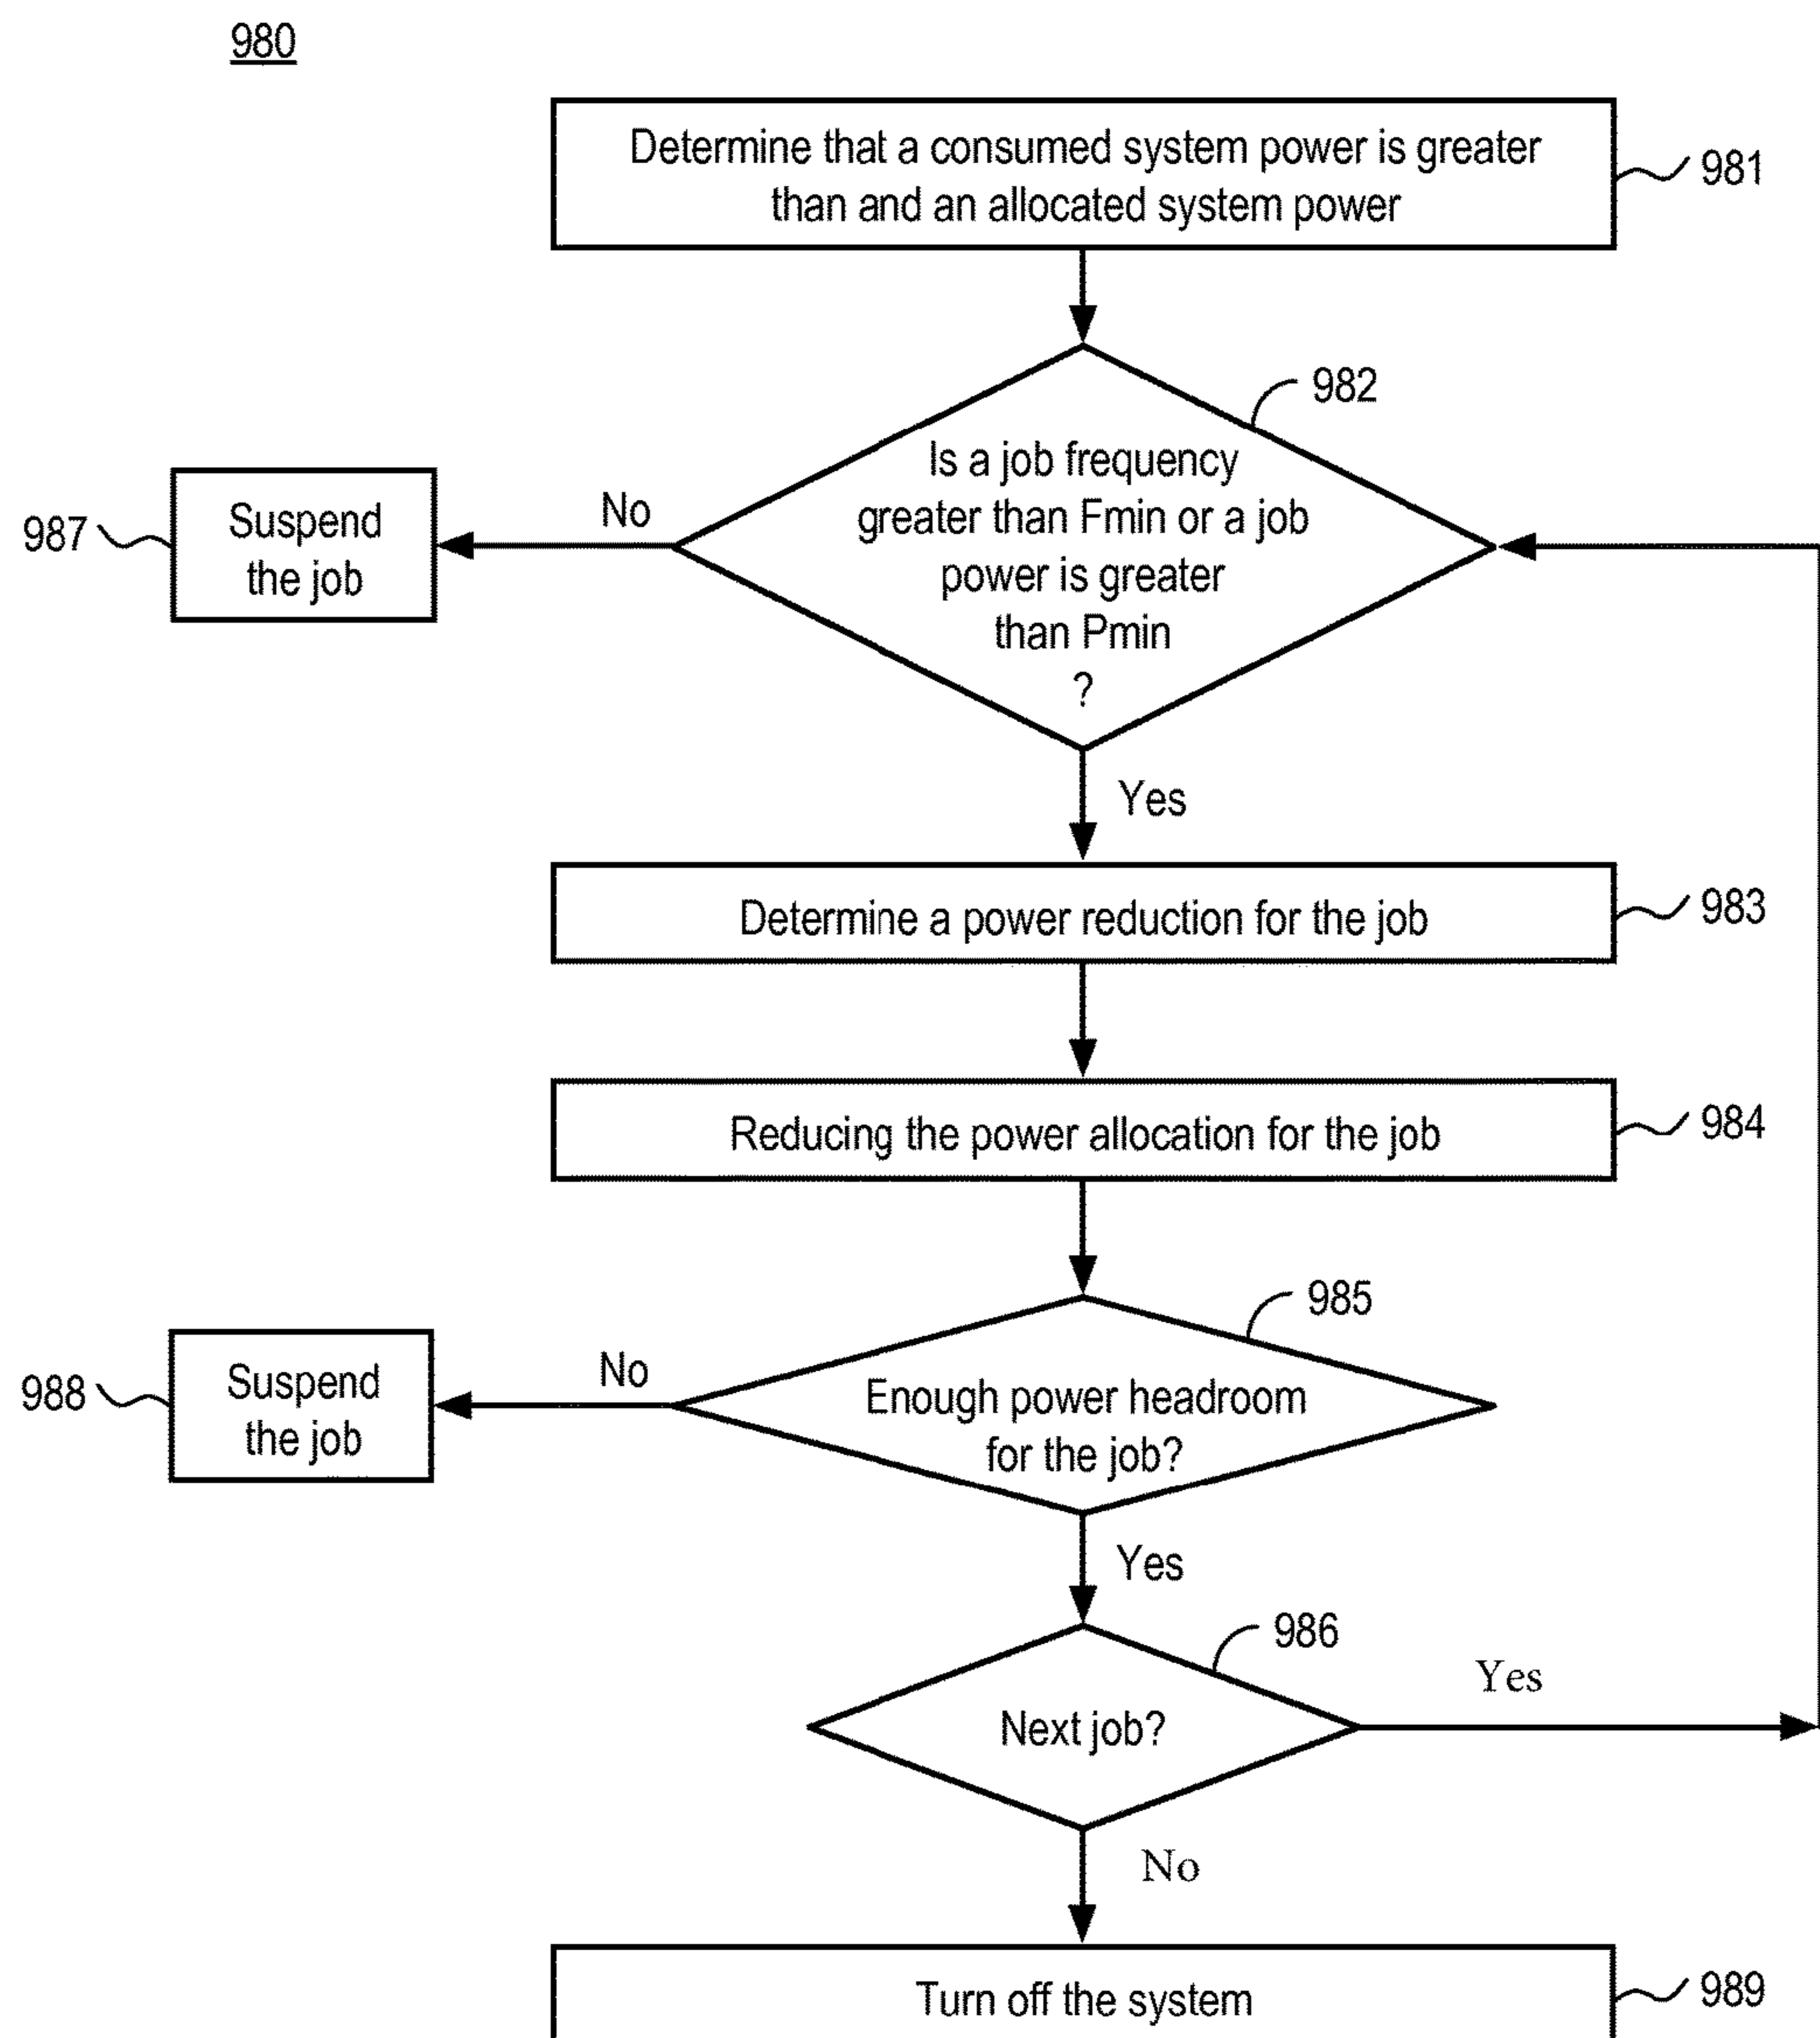 980
Determine that a consumed system power is greater
than and an allocated system power
981
982
Is a job frequency
greater than Fmin or a job
power is greater
than Pmin
?
No
987
Suspend
the job
Yes
Determine a power reduction for the job
983
Reducing the power allocation for the job
984
985
Enough power headroom
for the job?
No
988
Suspend
the job
Yes
986
Next job?
Yes
No
Turn off the system
989